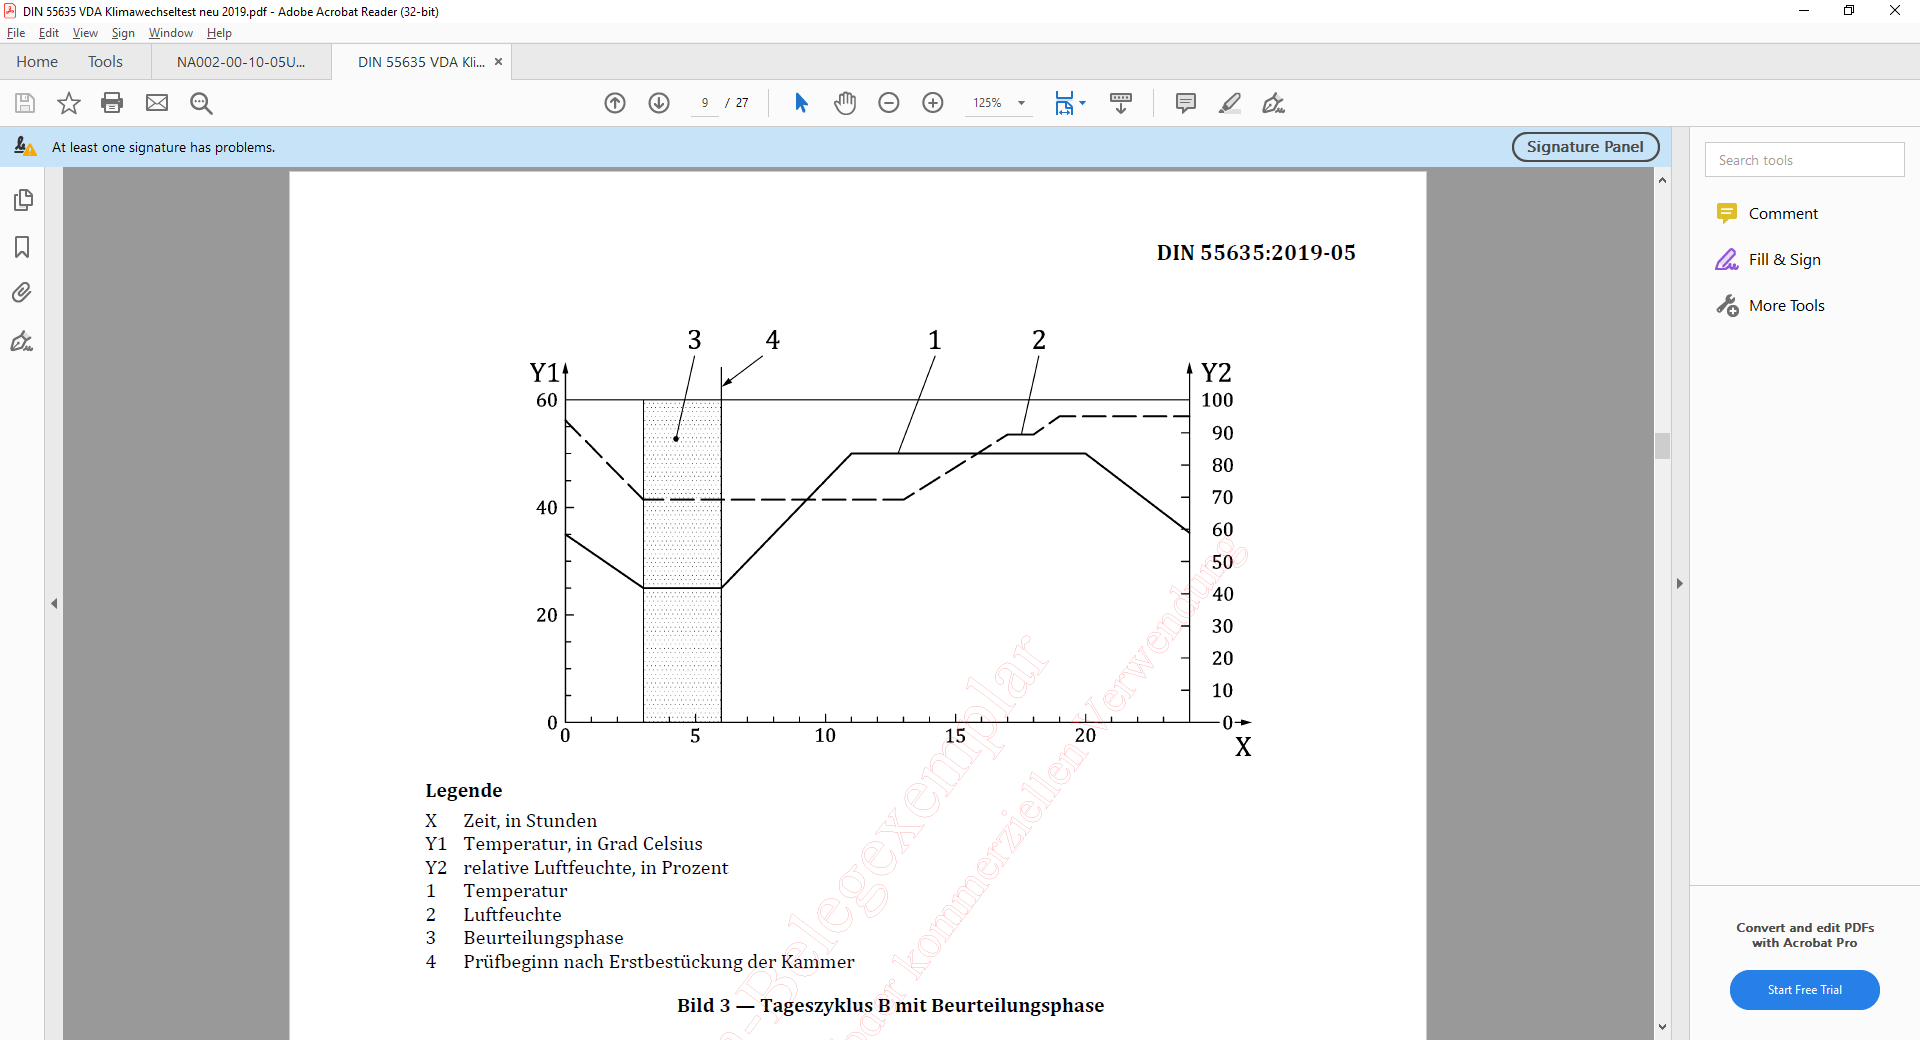 DIN 55635 VDA Klimawechseltest neu 2019.pdf - Adobe Acrobat Reader (32-bit)
File Edit View Sign Window Help
Home Tools NA002-00-10-05U... DIN 55635 VDA Kli... ×
9 / 27 125%
At least one signature has problems. Signature Panel
Search tools
Comment
Fill & Sign
More Tools
DIN 55635:2019-05
3 4 1 2
Y1 Y2
60 100
90
80
70
40
60
50
40
20
30
20
10
0 0
0 5 10 15 20
X
Legende
X Zeit, in Stunden
Y1 Temperatur, in Grad Celsius
Y2 relative Luftfeuchte, in Prozent
1 Temperatur
2 Luftfeuchte
3 Beurteilungsphase
4 Prüfbeginn nach Erstbestückung der Kammer
Bild 3 — Tageszyklus B mit Beurteilungsphase
n-Belegexemplar
oder kommerziellen Verwendung
Convert and edit PDFs
with Acrobat Pro
Start Free Trial